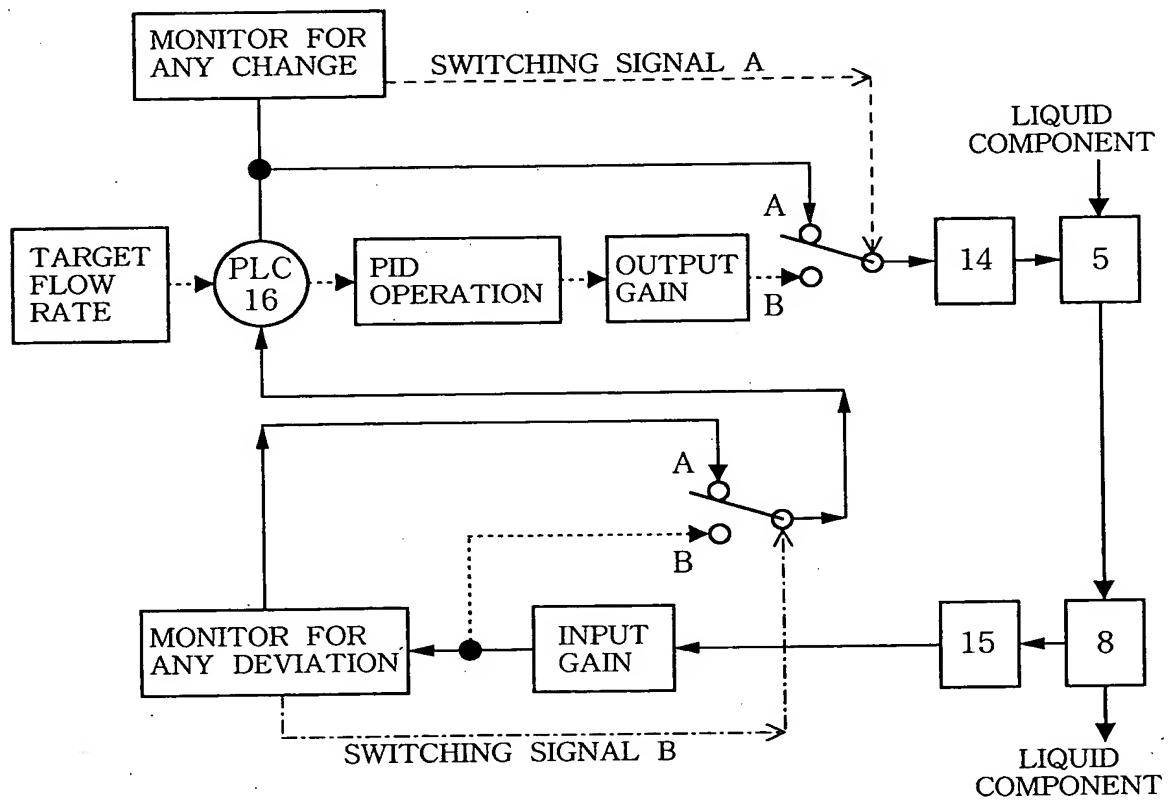 MONITOR FOR
ANY CHANGE
SWITCHING SIGNAL A
LIQUID
COMPONENT
A
TARGET
FLOW
RATE
PLC
16
PID
OPERATION
OUTPUT
GAIN
B
14
5
A
B
MONITOR FOR
ANY DEVIATION
INPUT
GAIN
15
8
SWITCHING SIGNAL B
LIQUID
COMPONENT